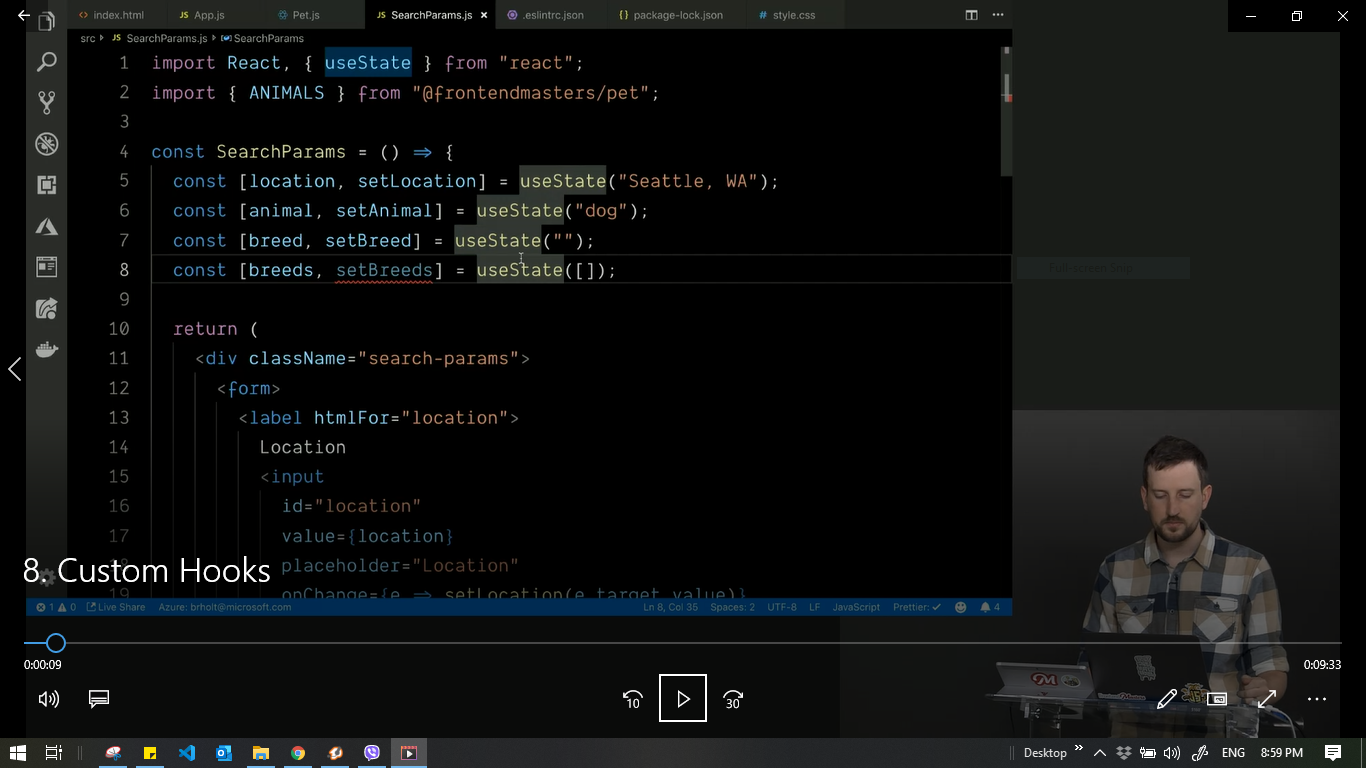 index.html
JS App.js
Pet.js
JS SearchParams.js
.eslintrc.json
{} package-lock.json
# style.css
src JS SearchParams.js SearchParams
1 import React, { useState } from "react";
2 import { ANIMALS } from "@frontendmasters/pet";
3
4 const SearchParams = () ⇒ {
5 const [location, setLocation] = useState("Seattle, WA");
6 const [animal, setAnimal] = useState("dog");
7 const [breed, setBreed] = useState("");
8 const [breeds, setBreeds] = useState([]);
9
10 return (
11 <div className="search-params">
12 <form>
13 <label htmlFor="location">
14 Location
15 <input
16 id="location"
17 value={location}
placeholder="Location"
19 onChange={e ⇒ setLocation(e.target.value)}
8. Custom Hooks
1 0 Live Share Azure: brholt@microsoft.com Ln 8, Col 35 Spaces: 2 UTF-8 LF JavaScript Prettier: ✓ 4
0:00:09
0:09:33
10
30
Desktop
ENG
8:59 PM